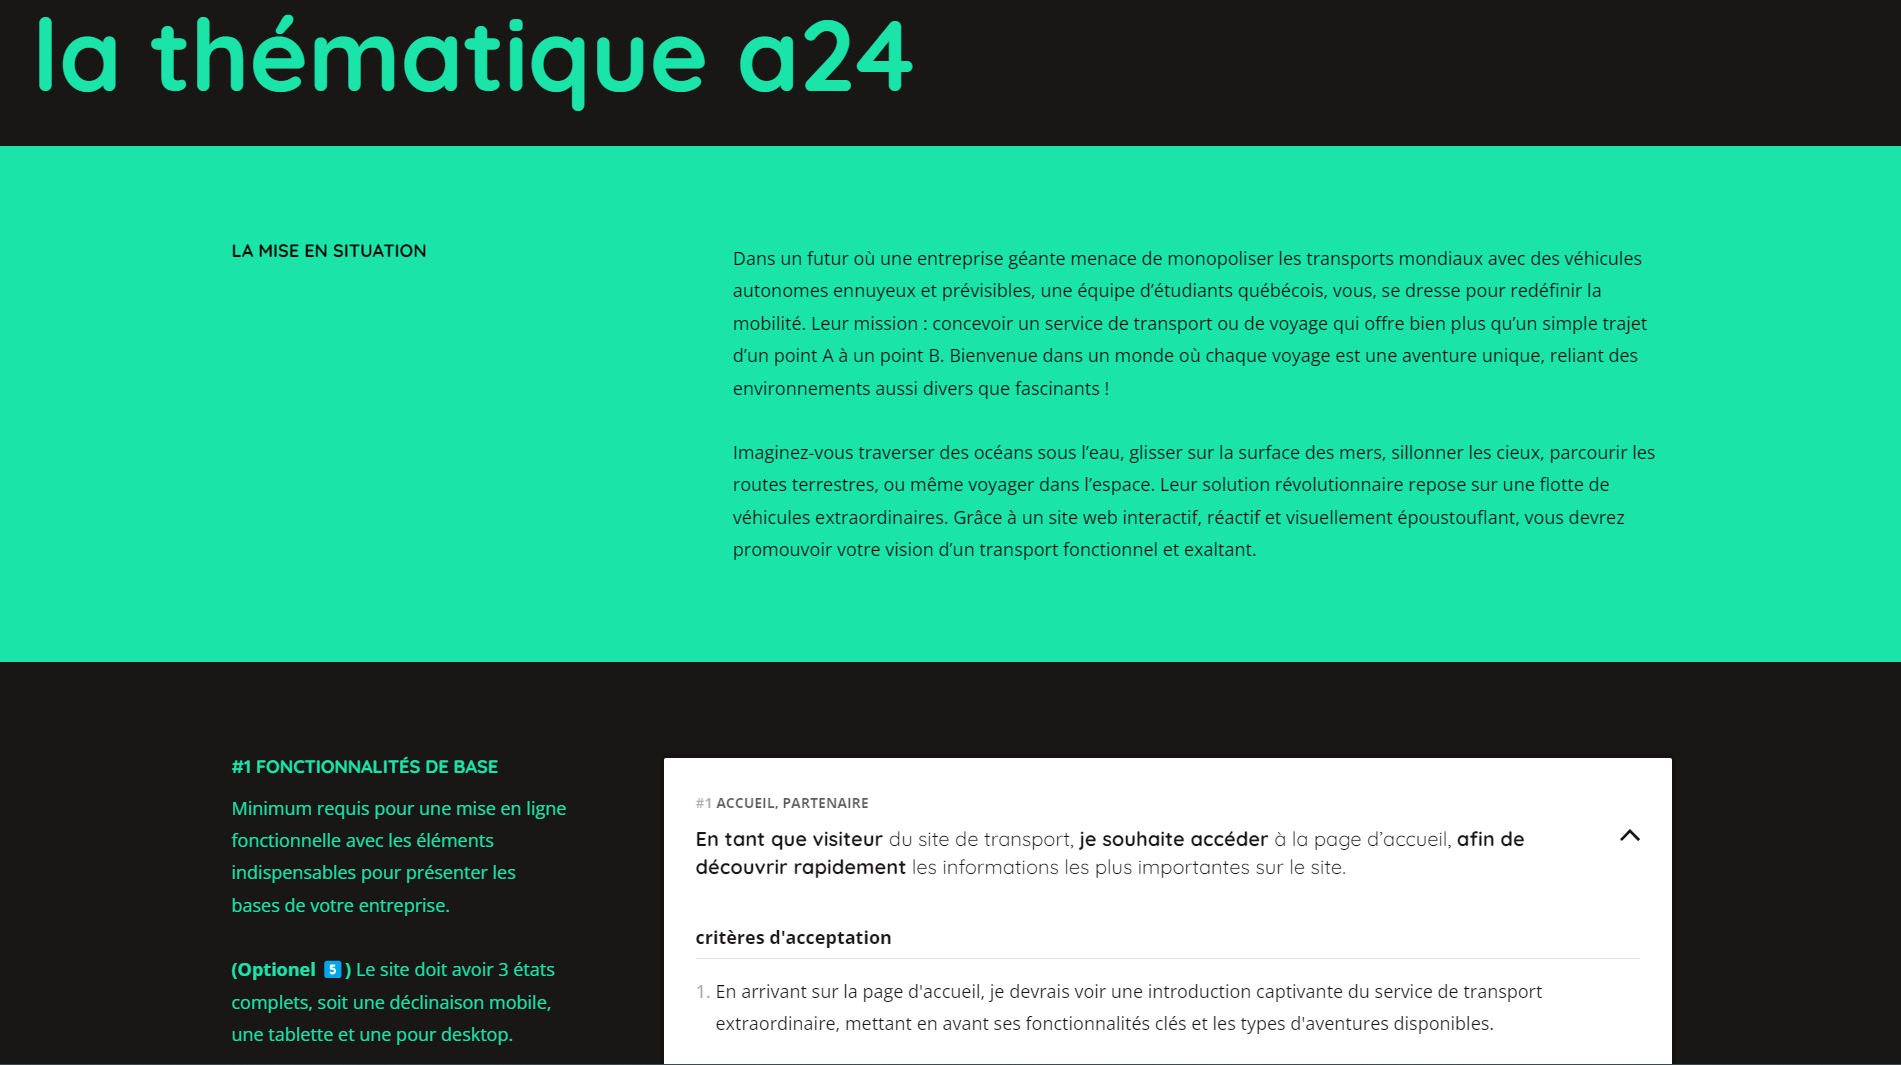 la thématique a24
LA MISE EN SITUATION
Dans un futur où une entreprise géante menace de monopoliser les transports mondiaux avec des véhicules
autonomes ennuyeux et prévisibles, une équipe d’étudiants québécois, vous, se dresse pour redéfinir la
mobilité. Leur mission : concevoir un service de transport ou de voyage qui offre bien plus qu’un simple trajet
d’un point A à un point B. Bienvenue dans un monde où chaque voyage est une aventure unique, reliant des
environnements aussi divers que fascinants !
Imaginez-vous traverser des océans sous l’eau, glisser sur la surface des mers, sillonner les cieux, parcourir les
routes terrestres, ou même voyager dans l’espace. Leur solution révolutionnaire repose sur une flotte de
véhicules extraordinaires. Grâce à un site web interactif, réactif et visuellement époustouflant, vous devrez
promouvoir votre vision d’un transport fonctionnel et exaltant.
#1 FONCTIONNALITÉS DE BASE
Minimum requis pour une mise en ligne
fonctionnelle avec les éléments
indispensables pour présenter les
bases de votre entreprise.
(Optionel 5️⃣ ) Le site doit avoir 3 états
complets, soit une déclinaison mobile,
une tablette et une pour desktop.
#1 ACCUEIL, PARTENAIRE
En tant que visiteur du site de transport, je souhaite accéder à la page d’accueil, afin de
découvrir rapidement les informations les plus importantes sur le site.
critères d'acceptation
1. En arrivant sur la page d'accueil, je devrais voir une introduction captivante du service de transport
extraordinaire, mettant en avant ses fonctionnalités clés et les types d'aventures disponibles.